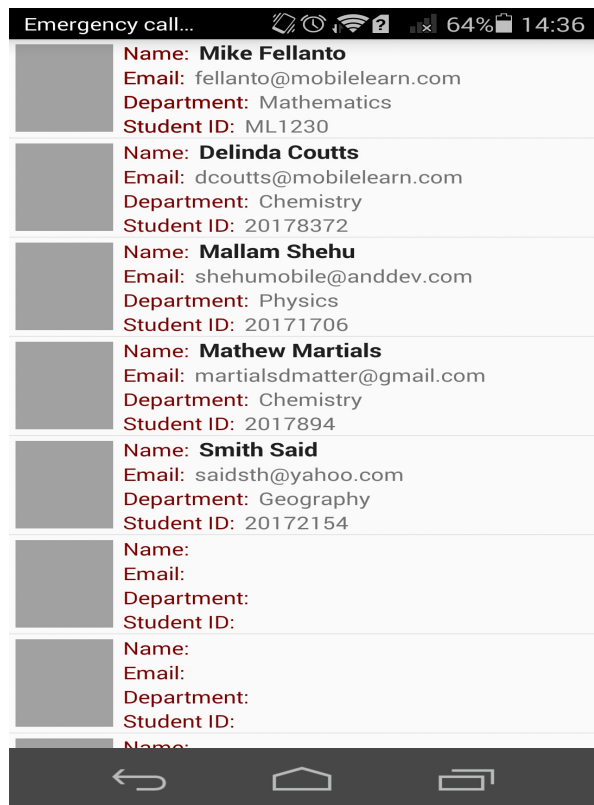 Emergency call... 64% 14:36
Name: Mike Fellanto
Email: fellanto@mobilelearn.com
Department: Mathematics
Student ID: ML1230
Name: Delinda Coutts
Email: dcoutts@mobilelearn.com
Department: Chemistry
Student ID: 20178372
Name: Mallam Shehu
Email: shehumobile@anddev.com
Department: Physics
Student ID: 20171706
Name: Mathew Martials
Email: martialsdmatter@gmail.com
Department: Chemistry
Student ID: 2017894
Name: Smith Said
Email: saidsth@yahoo.com
Department: Geography
Student ID: 20172154
Name:
Email:
Department:
Student ID:
Name:
Email:
Department:
Student ID:
Name: